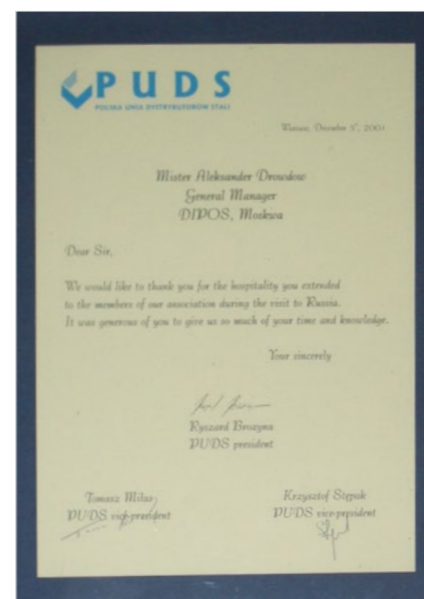 PUDS
POLSKA UNIA DYSTRYBUTORÓW STALI
Warsaw, December 5", 2001
Mister Aleksander Drowdow
General Manager
DIPOS, Moskwa
Dear Sir,
We would like to thank you for the hospitality you extended
to the members of our association during the visit to Russia.
It was generous of you to give us so much of your time and knowledge.
Your sincerely
Ryszard Brozyna
PUDS president
Tomasz
PUDS vice-president
Krzysztof Stępak
PUDS vice-president